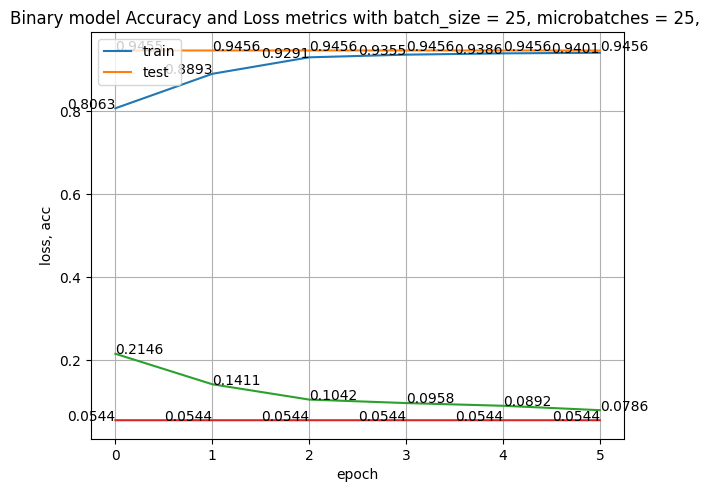 Binary model Accuracy and Loss metrics with batch_size = 25, microbatches = 25,
0.9455 0.9456 0.9456 0.9456 0.9456 0.9456
0.8063 0.8893 0.9291 0.9355 0.9386 0.9401
train
test
0.8
0.6
0.4
0.2
loss, acc
0.2146 0.1411 0.1042 0.0958 0.0892 0.0786
0.0544 0.0544 0.0544 0.0544 0.0544 0.0544
0 1 2 3 4 5
epoch